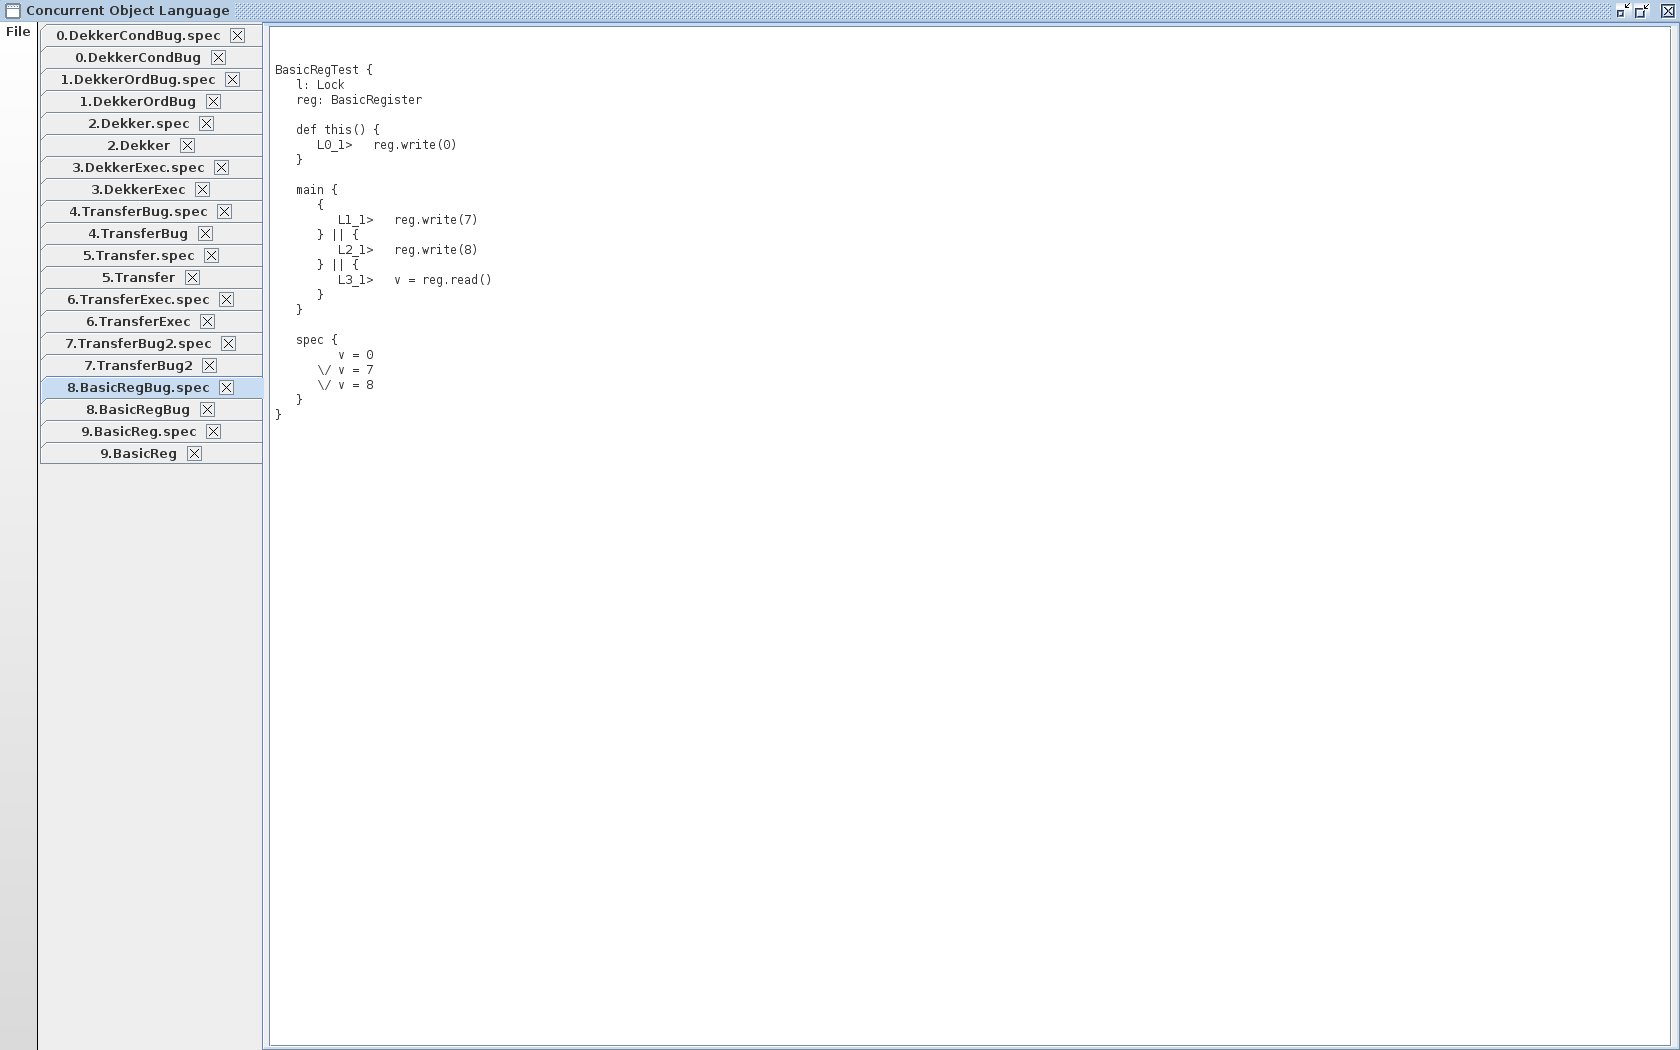 Concurrent Object Language
File
0.DekkerCondBug.spec
0.DekkerCondBug
1.DekkerOrdBug.spec
1.DekkerOrdBug
2.Dekker.spec
2.Dekker
3.DekkerExec.spec
3.DekkerExec
4.TransferBug.spec
4.TransferBug
5.Transfer.spec
5.Transfer
6.TransferExec.spec
6.TransferExec
7.TransferBug2.spec
7.TransferBug2
8.BasicRegBug.spec
8.BasicRegBug
9.BasicReg.spec
9.BasicReg
BasicRegTest {
   l: Lock
   reg: BasicRegister
   def this() {
      L0_1>   reg.write(0)
   }
   main {
      {
         L1_1>   reg.write(7)
      } || {
         L2_1>   reg.write(8)
      } || {
         L3_1>   v = reg.read()
      }
   }
   spec {
         v = 0
      \/ v = 7
      \/ v = 8
   }
}